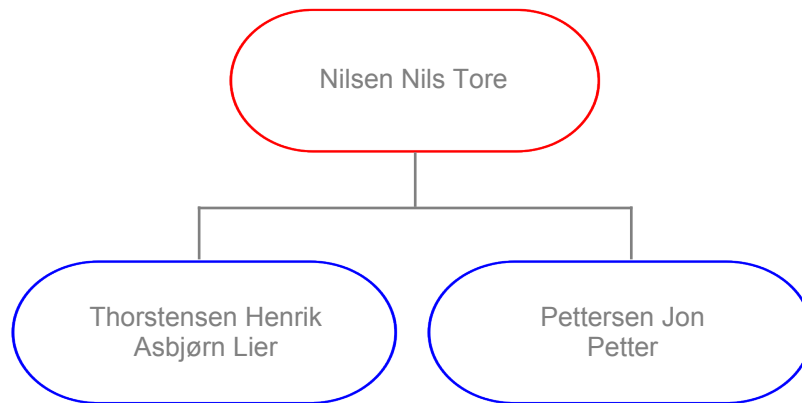 Nilsen Nils Tore
Thorstensen Henrik
Asbjørn Lier
Pettersen Jon
Petter